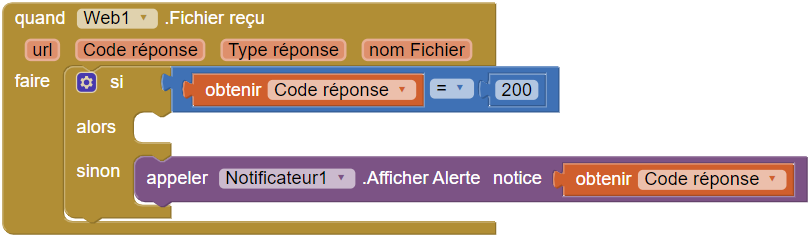 quand Web1 .Fichier reçu
url Code réponse Type réponse nom Fichier
faire si obtenir Code réponse = 200
alors
sinon appeler Notificateur1 .Afficher Alerte notice obtenir Code réponse